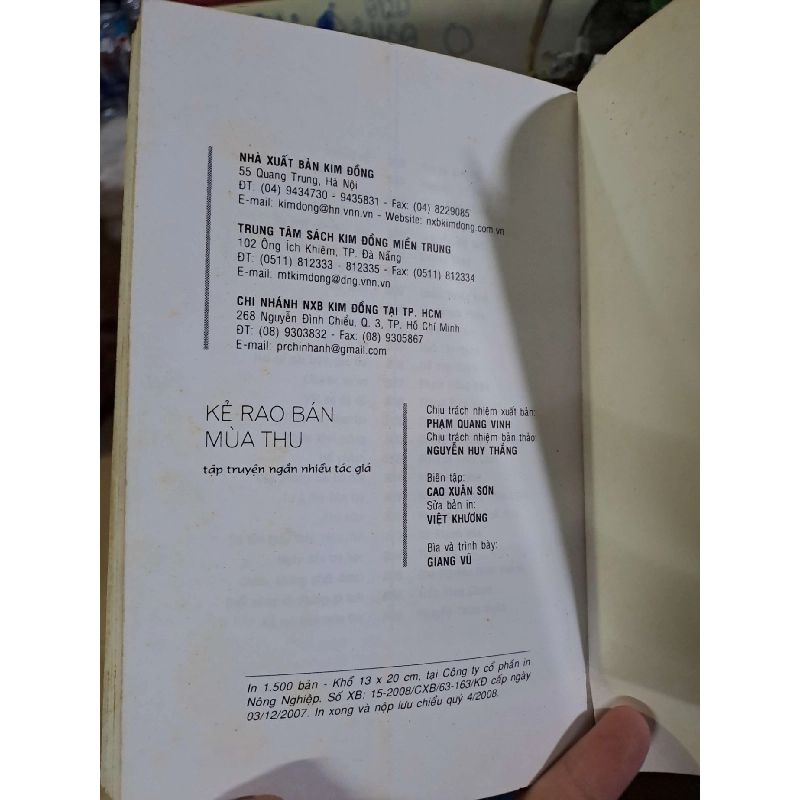 NHÀ XUẤT BẢN KIM ĐỒNG
55 Quang Trung, Hà Nội
ĐT: (04) 9434730 - 9435831 - Fax: (04) 8229085
E-mail: kimdong@hn.vnn.vn - Website: nxbkimdong.com.vn
TRUNG TÂM SÁCH KIM ĐỒNG MIỀN TRUNG
102 Ông Ích Khiêm, TP. Đà Nẵng
ĐT: (0511) 812333 - 812335 - Fax: (0511) 812334
E-mail: mtkimdong@dng.vnn.vn
CHI NHÁNH NXB KIM ĐỒNG TẠI TP. HCM
268 Nguyễn Đình Chiểu, Q. 3, TP. Hồ Chí Minh
ĐT: (08) 9303832 - Fax: (08) 9305867
E-mail: prchinhanh@gmail.com
KẺ RAO BÁN
MÙA THU
tập truyện ngắn nhiều tác giả
Chịu trách nhiệm xuất bản:
PHẠM QUANG VINH
Chịu trách nhiệm bản thảo:
NGUYỄN HUY THẮNG
Biên tập:
CAO XUÂN SƠN
Sửa bản in:
VIỆT KHƯƠNG
Bìa và trình bày:
GIANG VŨ
In 1.500 bản - Khổ 13 x 20 cm, tại Công ty cổ phần in
Nông Nghiệp. Số XB: 15-2008/CXB/63-163/KĐ cấp ngày
03/12/2007. In xong và nộp lưu chiểu quý 4/2008.